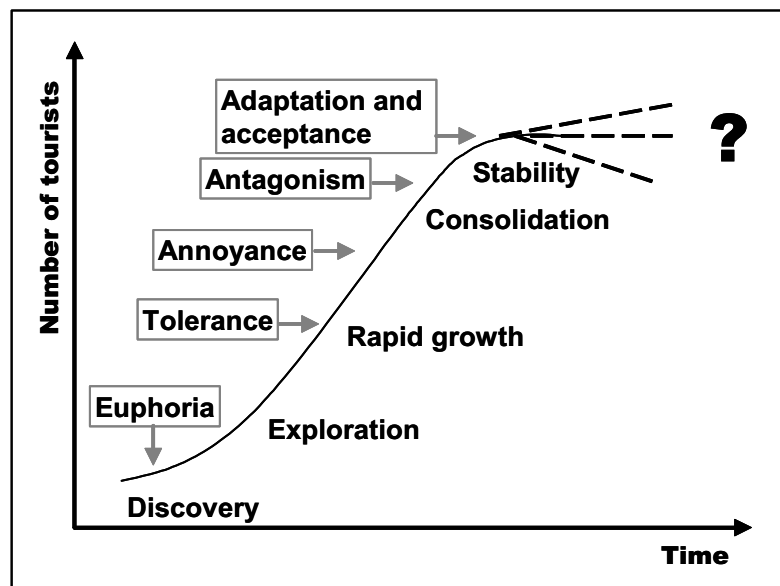 Number of tourists
Adaptation and
acceptance
?
Stability
Antagonism
Consolidation
Annoyance
Tolerance
Rapid growth
Euphoria
Exploration
Discovery
Time